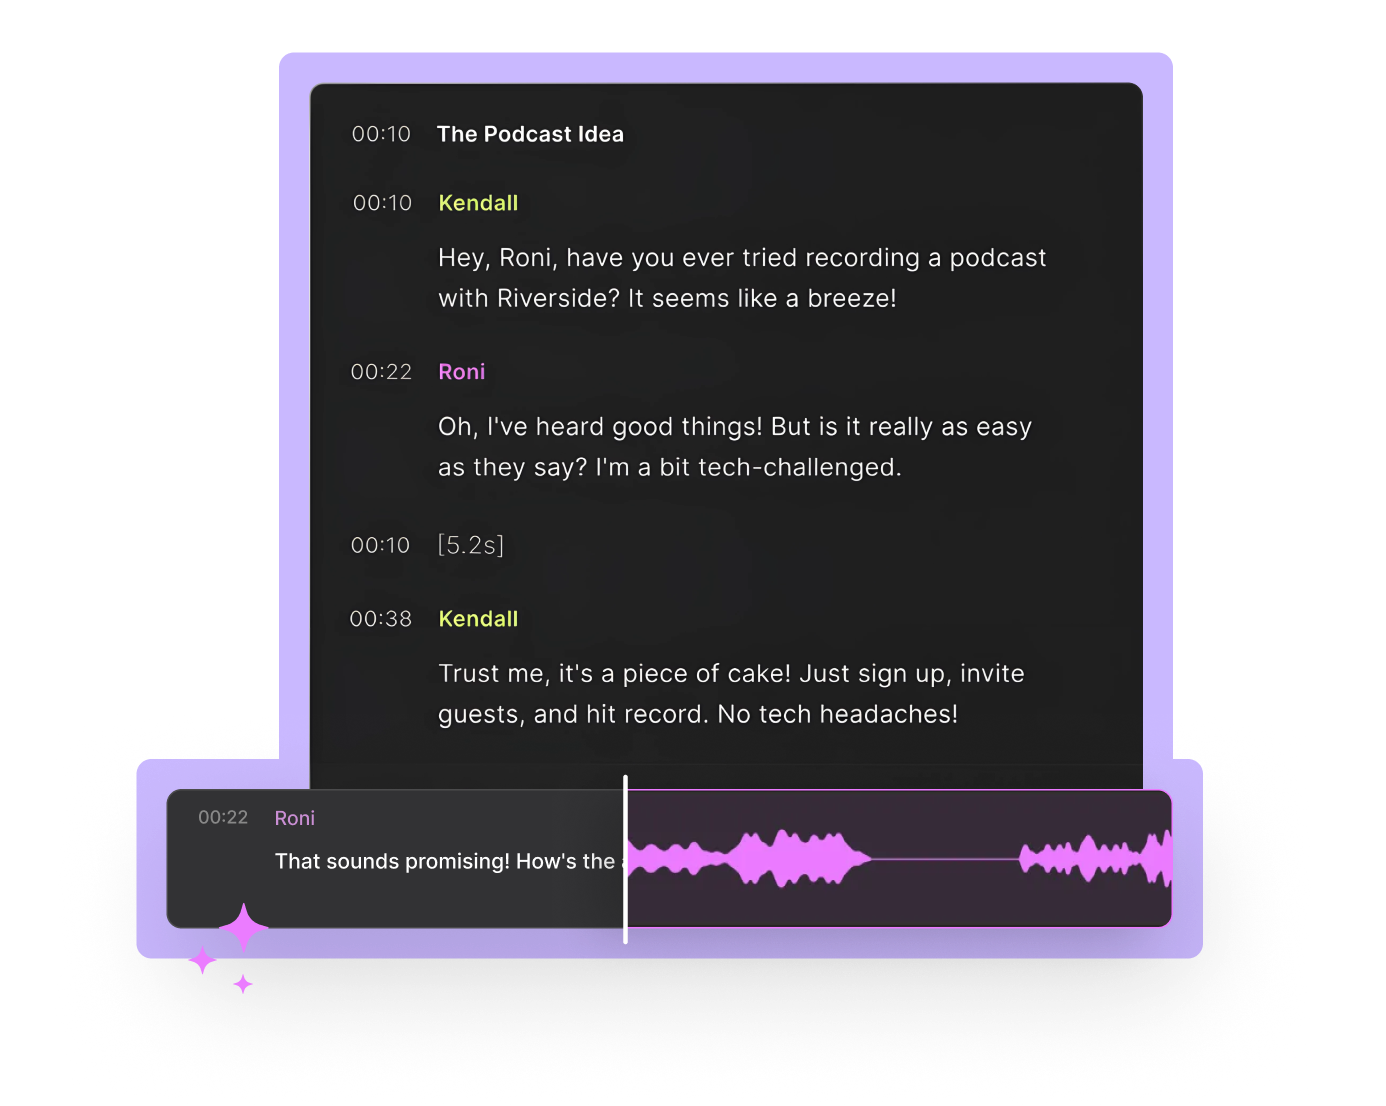 00:10 The Podcast Idea
00:10 Kendall
Hey, Roni, have you ever tried recording a podcast
with Riverside? It seems like a breeze!
00:22 Roni
Oh, I've heard good things! But is it really as easy
as they say? I'm a bit tech-challenged.
00:10 [5.2s]
00:38 Kendall
Trust me, it's a piece of cake! Just sign up, invite
guests, and hit record. No tech headaches!
00:22 Roni
That sounds promising! How's the